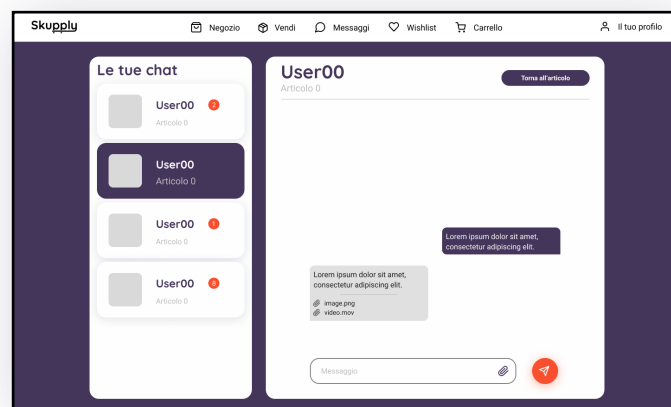 Skupply
Negozio
Vendi
Messaggi
Wishlist
Carrello
Il tuo profilo
Le tue chat
User00
2
Articolo 0
User00
Articolo 0
User00
1
Articolo 0
User00
8
Articolo 0
User00
Articolo 0
Torna all'articolo
Lorem ipsum dolor sit amet,
consectetur adipiscing elit.
Lorem ipsum dolor sit amet,
consectetur adipiscing elit.
image.png
video.mov
Messaggio